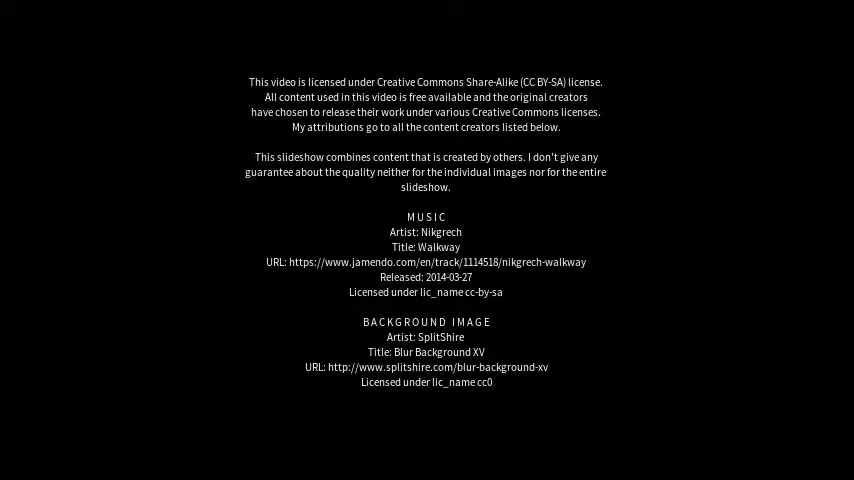 This video is licensed under Creative Commons Share-Alike (CC BY-SA) license.
All content used in this video is free available and the original creators
have chosen to release their work under various Creative Commons licenses.
My attributions go to all the content creators listed below.
This slideshow combines content that is created by others. I don't give any
guarantee about the quality neither for the individual images nor for the entire
slideshow.
MUSIC
Artist: Nikgrech
Title: Walkway
URL: https://www.jamendo.com/en/track/1114518/nikgrech-walkway
Released: 2014-03-27
Licensed under lic_name cc-by-sa
BACKGROUND IMAGE
Artist: SplitShire
Title: Blur Background XV
URL: http://www.splitshire.com/blur-background-xv
Licensed under lic_name cc0